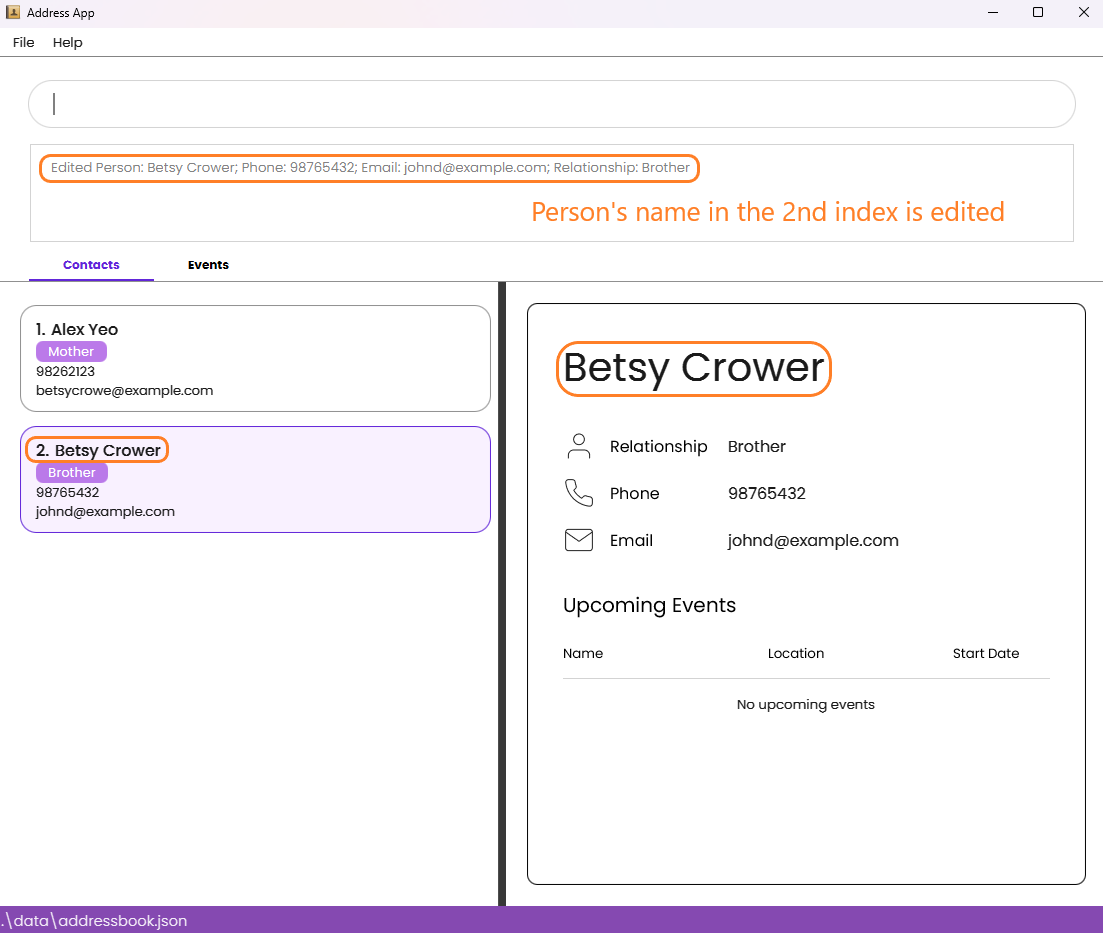 Address App
File Help
Edited Person: Betsy Crower; Phone: 98765432; Email: johnd@example.com; Relationship: Brother
Person's name in the 2nd index is edited
Contacts Events
1. Alex Yeo
Mother
98262123
betsycrowe@example.com
2. Betsy Crower
Brother
98765432
johnd@example.com
Betsy Crower
Relationship Brother
Phone 98765432
Email johnd@example.com
Upcoming Events
Name Location Start Date
No upcoming events
.\data\addressbook.json